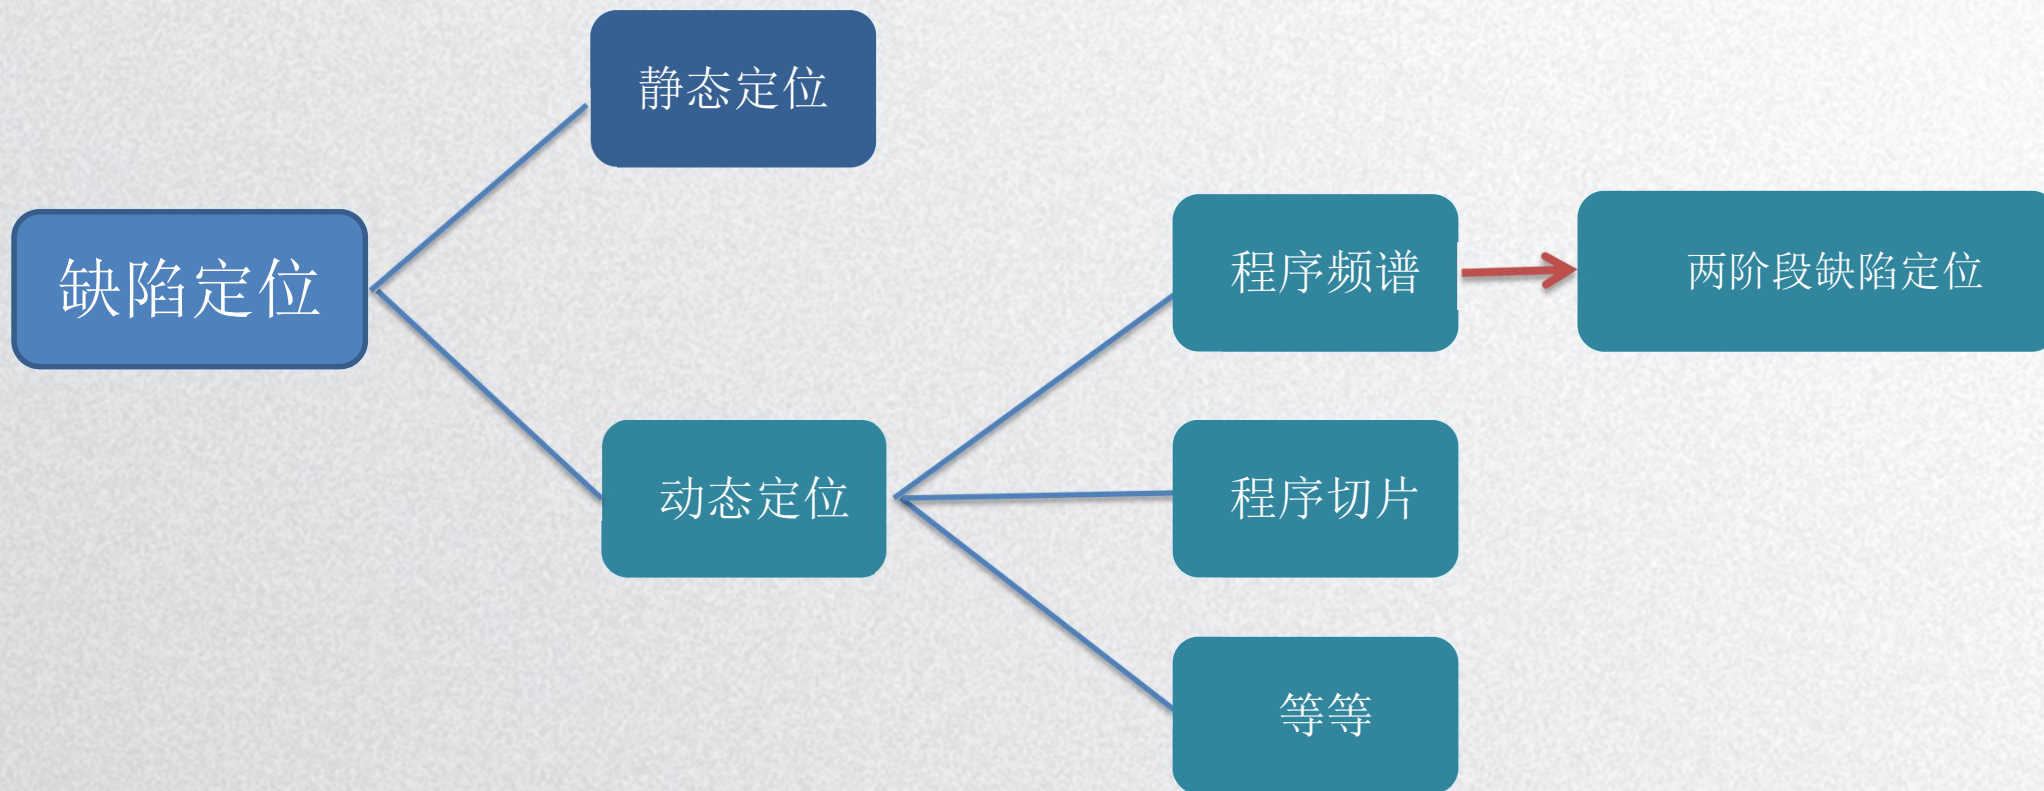 静态定位
缺陷定位
程序频谱
两阶段缺陷定位
动态定位
程序切片
等等